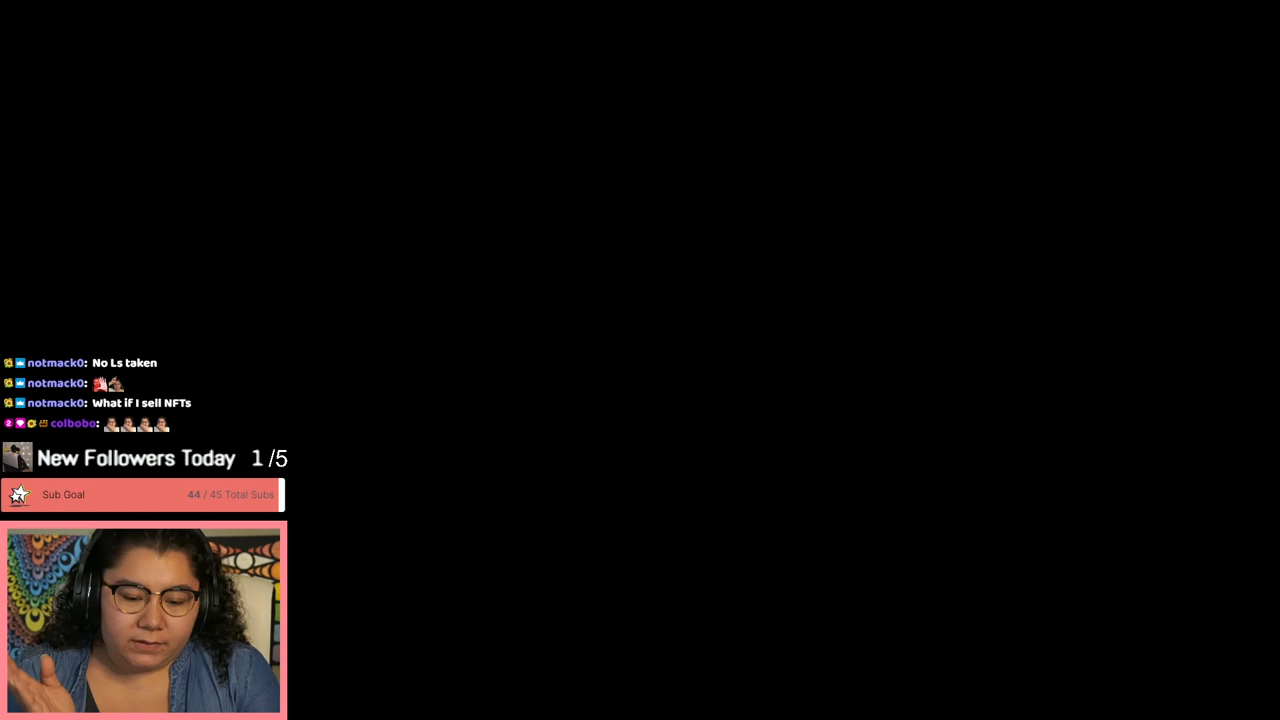 notmack0: No Ls taken
notmack0:
notmack0: What if I sell NFTs
colbobo:
New Followers Today 1 /5
Sub Goal 44 / 45 Total Subs